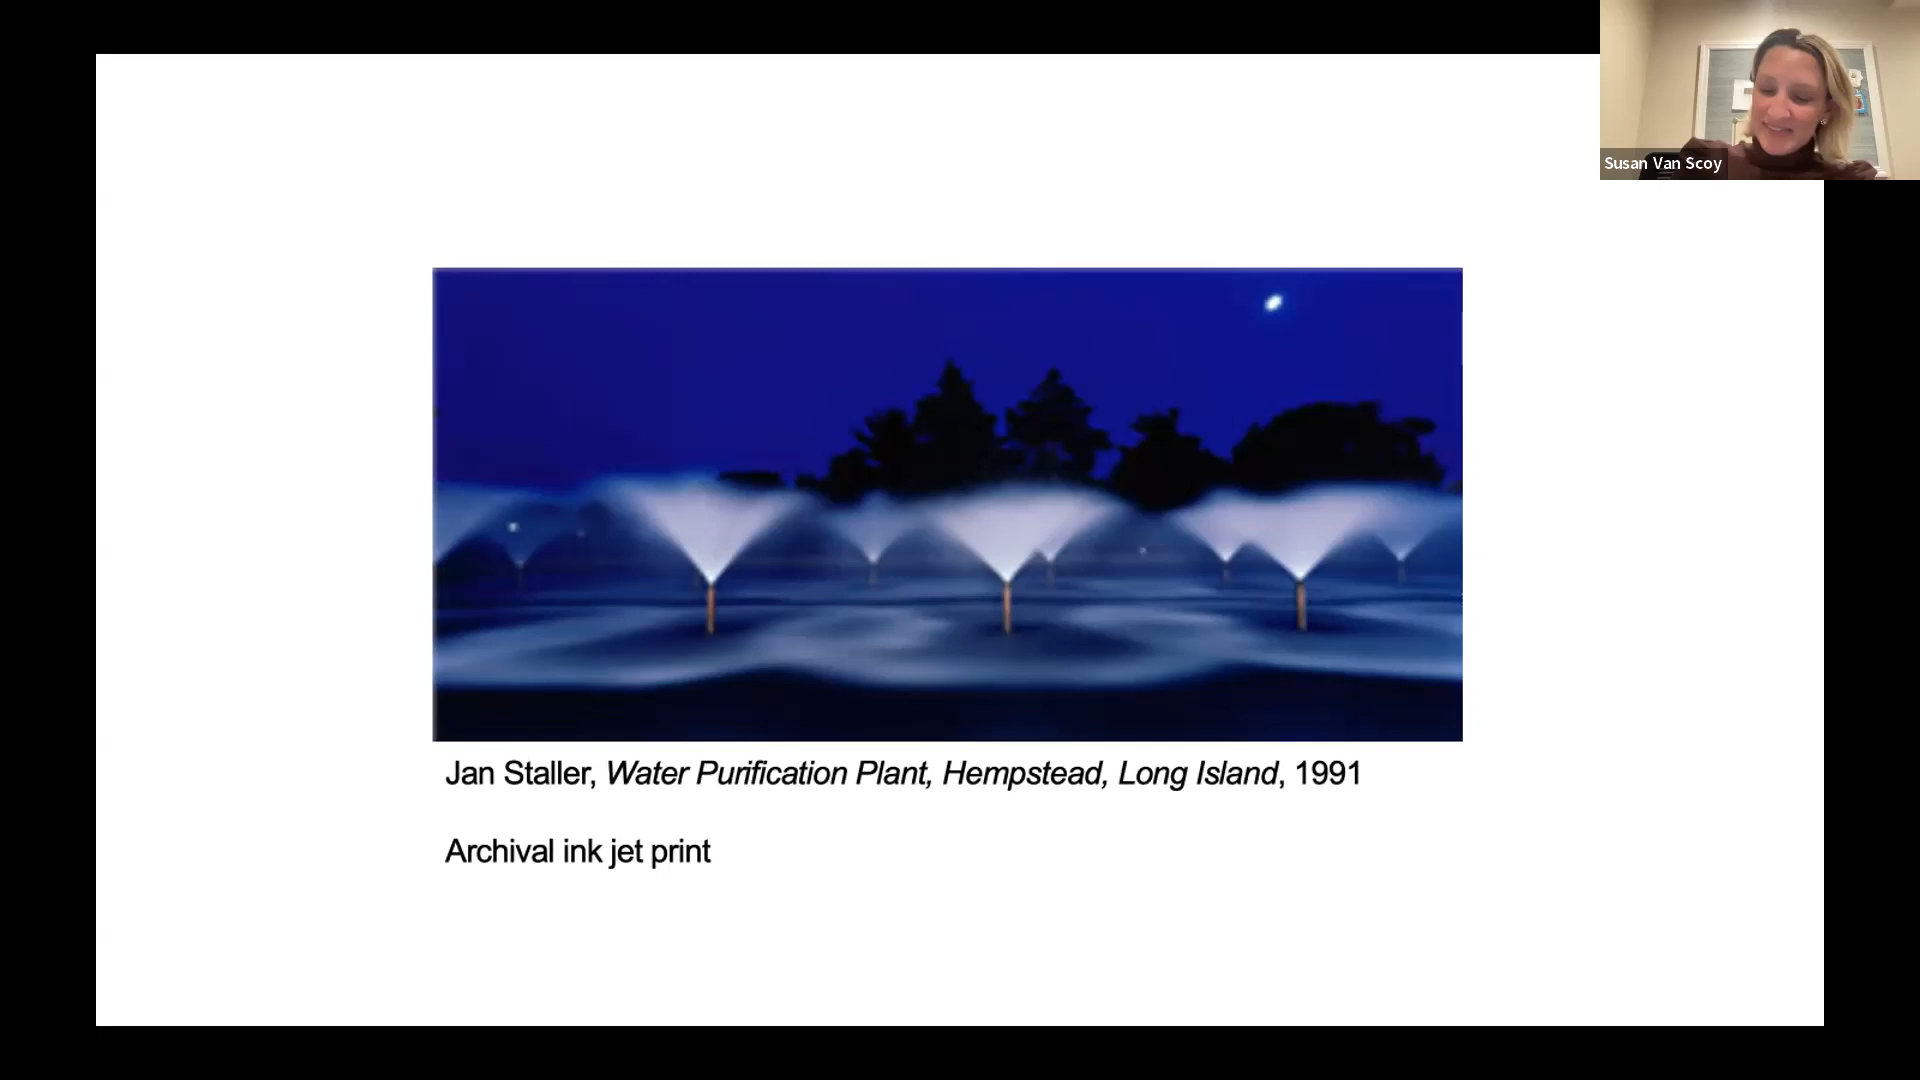 Susan Van Scoy
Jan Staller, Water Purification Plant, Hempstead, Long Island, 1991
Archival ink jet print